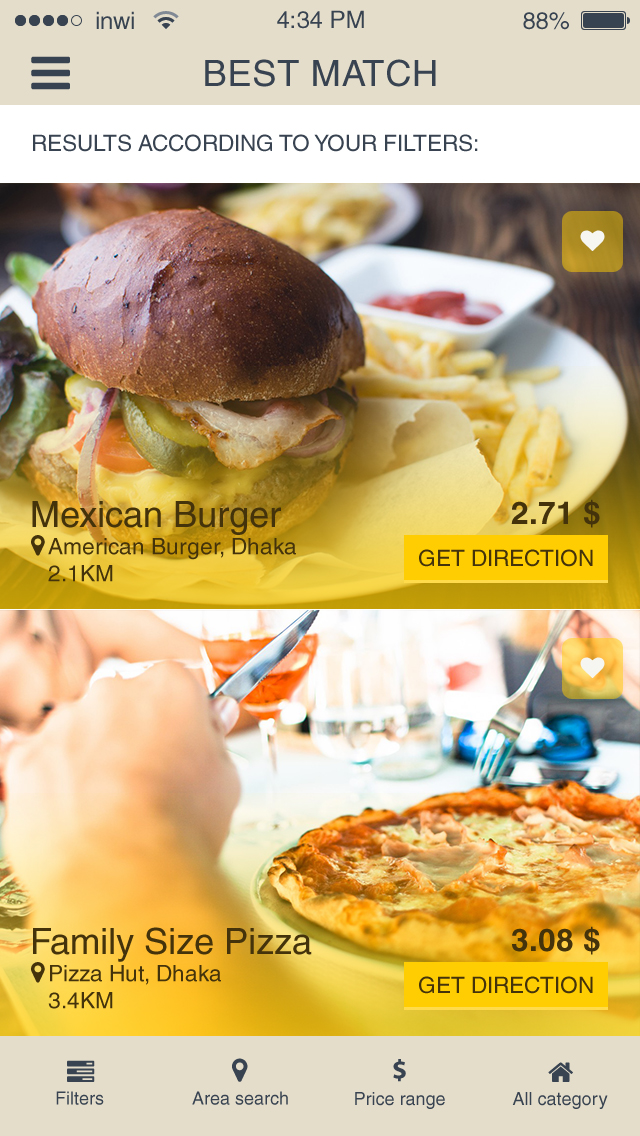 inwi 4:34 PM 88%
BEST MATCH
RESULTS ACCORDING TO YOUR FILTERS:
Mexican Burger 2.71 $
American Burger, Dhaka
2.1KM
GET DIRECTION
Family Size Pizza 3.08 $
Pizza Hut, Dhaka
3.4KM
GET DIRECTION
Filters Area search Price range All category